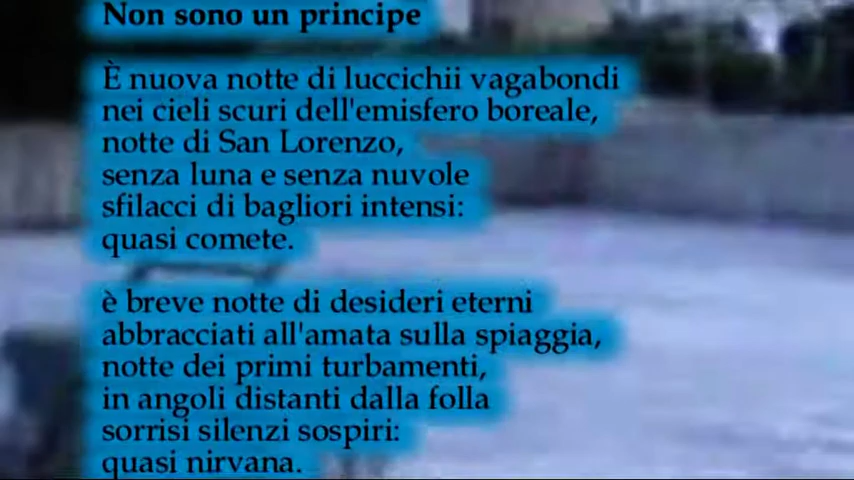 Non sono un principe
È nuova notte di luccichii vagabondi
nei cieli scuri dell'emisfero boreale,
notte di San Lorenzo,
senza luna e senza nuvole
sfilacci di bagliori intensi:
quasi comete.
è breve notte di desideri eterni
abbracciati all'amata sulla spiaggia,
notte dei primi turbamenti,
in angoli distanti dalla folla
sorrisi silenzi sospiri:
quasi nirvana.